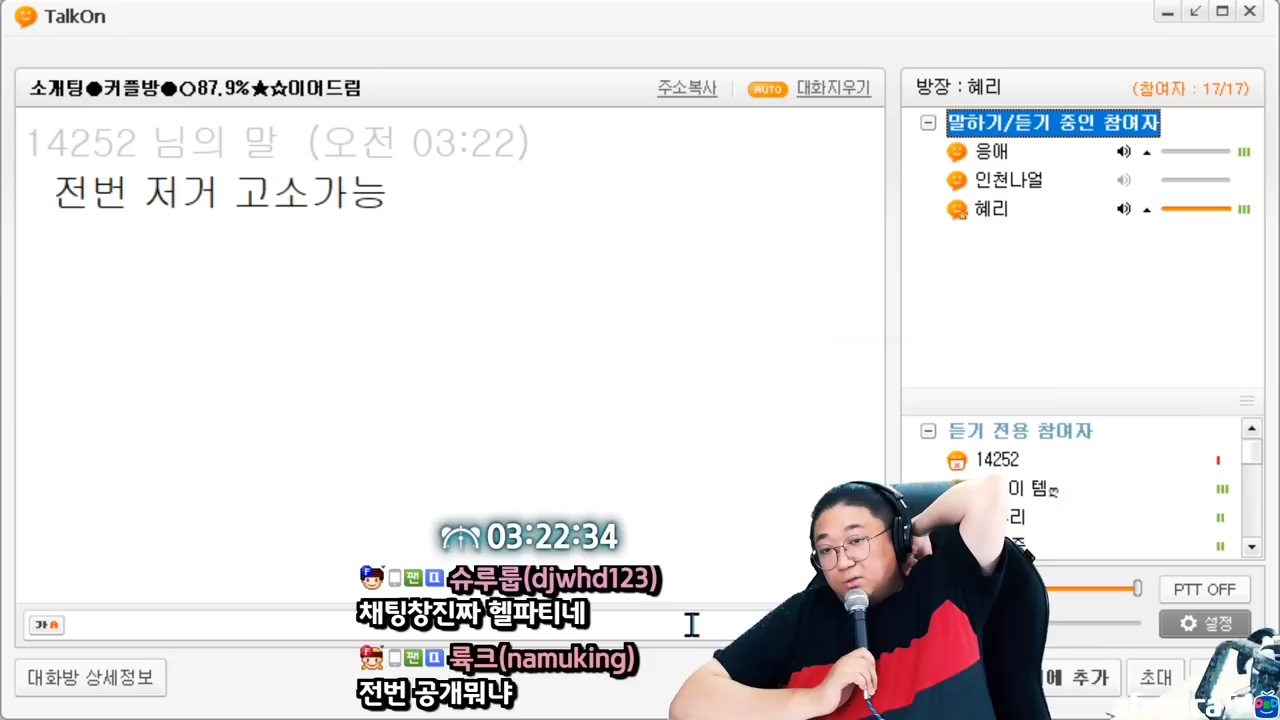 TalkOn
소개팅●커플방●○87.9%★☆이어드림
주소복사
AUTO
대화지우기
14252 님의 말 (오전 03:22)
전번 저거 고소가능
방장 : 혜리
(참여자 : 17/17)
말하기/듣기 중인 참여자
응애
인천나얼
혜리
듣기 전용 참여자
14252
이 템
리
03:22:34
F 팬 슈루룹(djwhd123)
채팅창진짜 헬파티네
F 팬 륙크(namuking)
전번 공개뭐냐
가A
대화방 상세정보
PTT OFF
설정
에 추가
초대